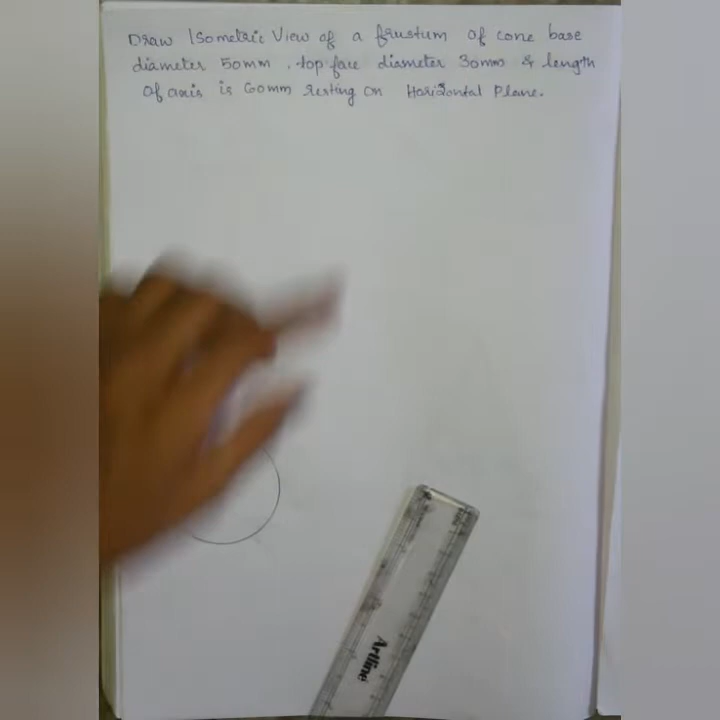 Draw Isometric View of a frustum of cone base
diameter 50mm, top face diameter 30mm & length
of axis is 60mm resting on Horizontal Plane.
Artline